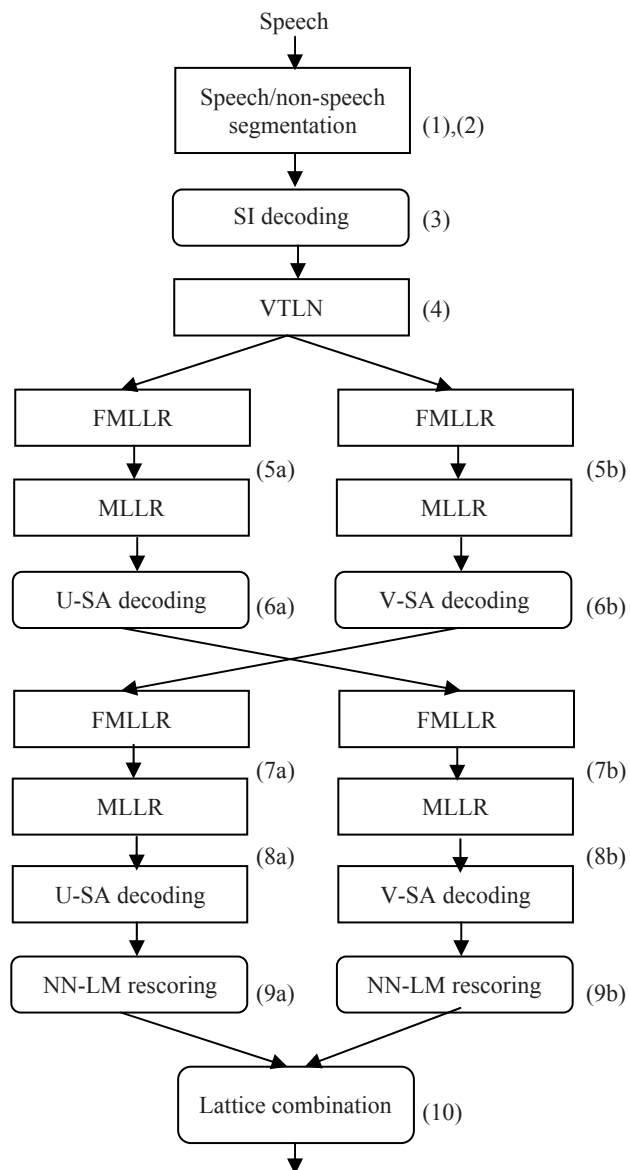 Speech
Speech/non-speech
segmentation
(1),(2)
SI decoding
(3)
VTLN
(4)
FMLLR
FMLLR
(5a)
(5b)
MLLR
MLLR
U-SA decoding
(6a)
V-SA decoding
(6b)
FMLLR
FMLLR
(7a)
(7b)
MLLR
MLLR
(8a)
(8b)
U-SA decoding
V-SA decoding
NN-LM rescoring
(9a)
NN-LM rescoring
(9b)
Lattice combination
(10)